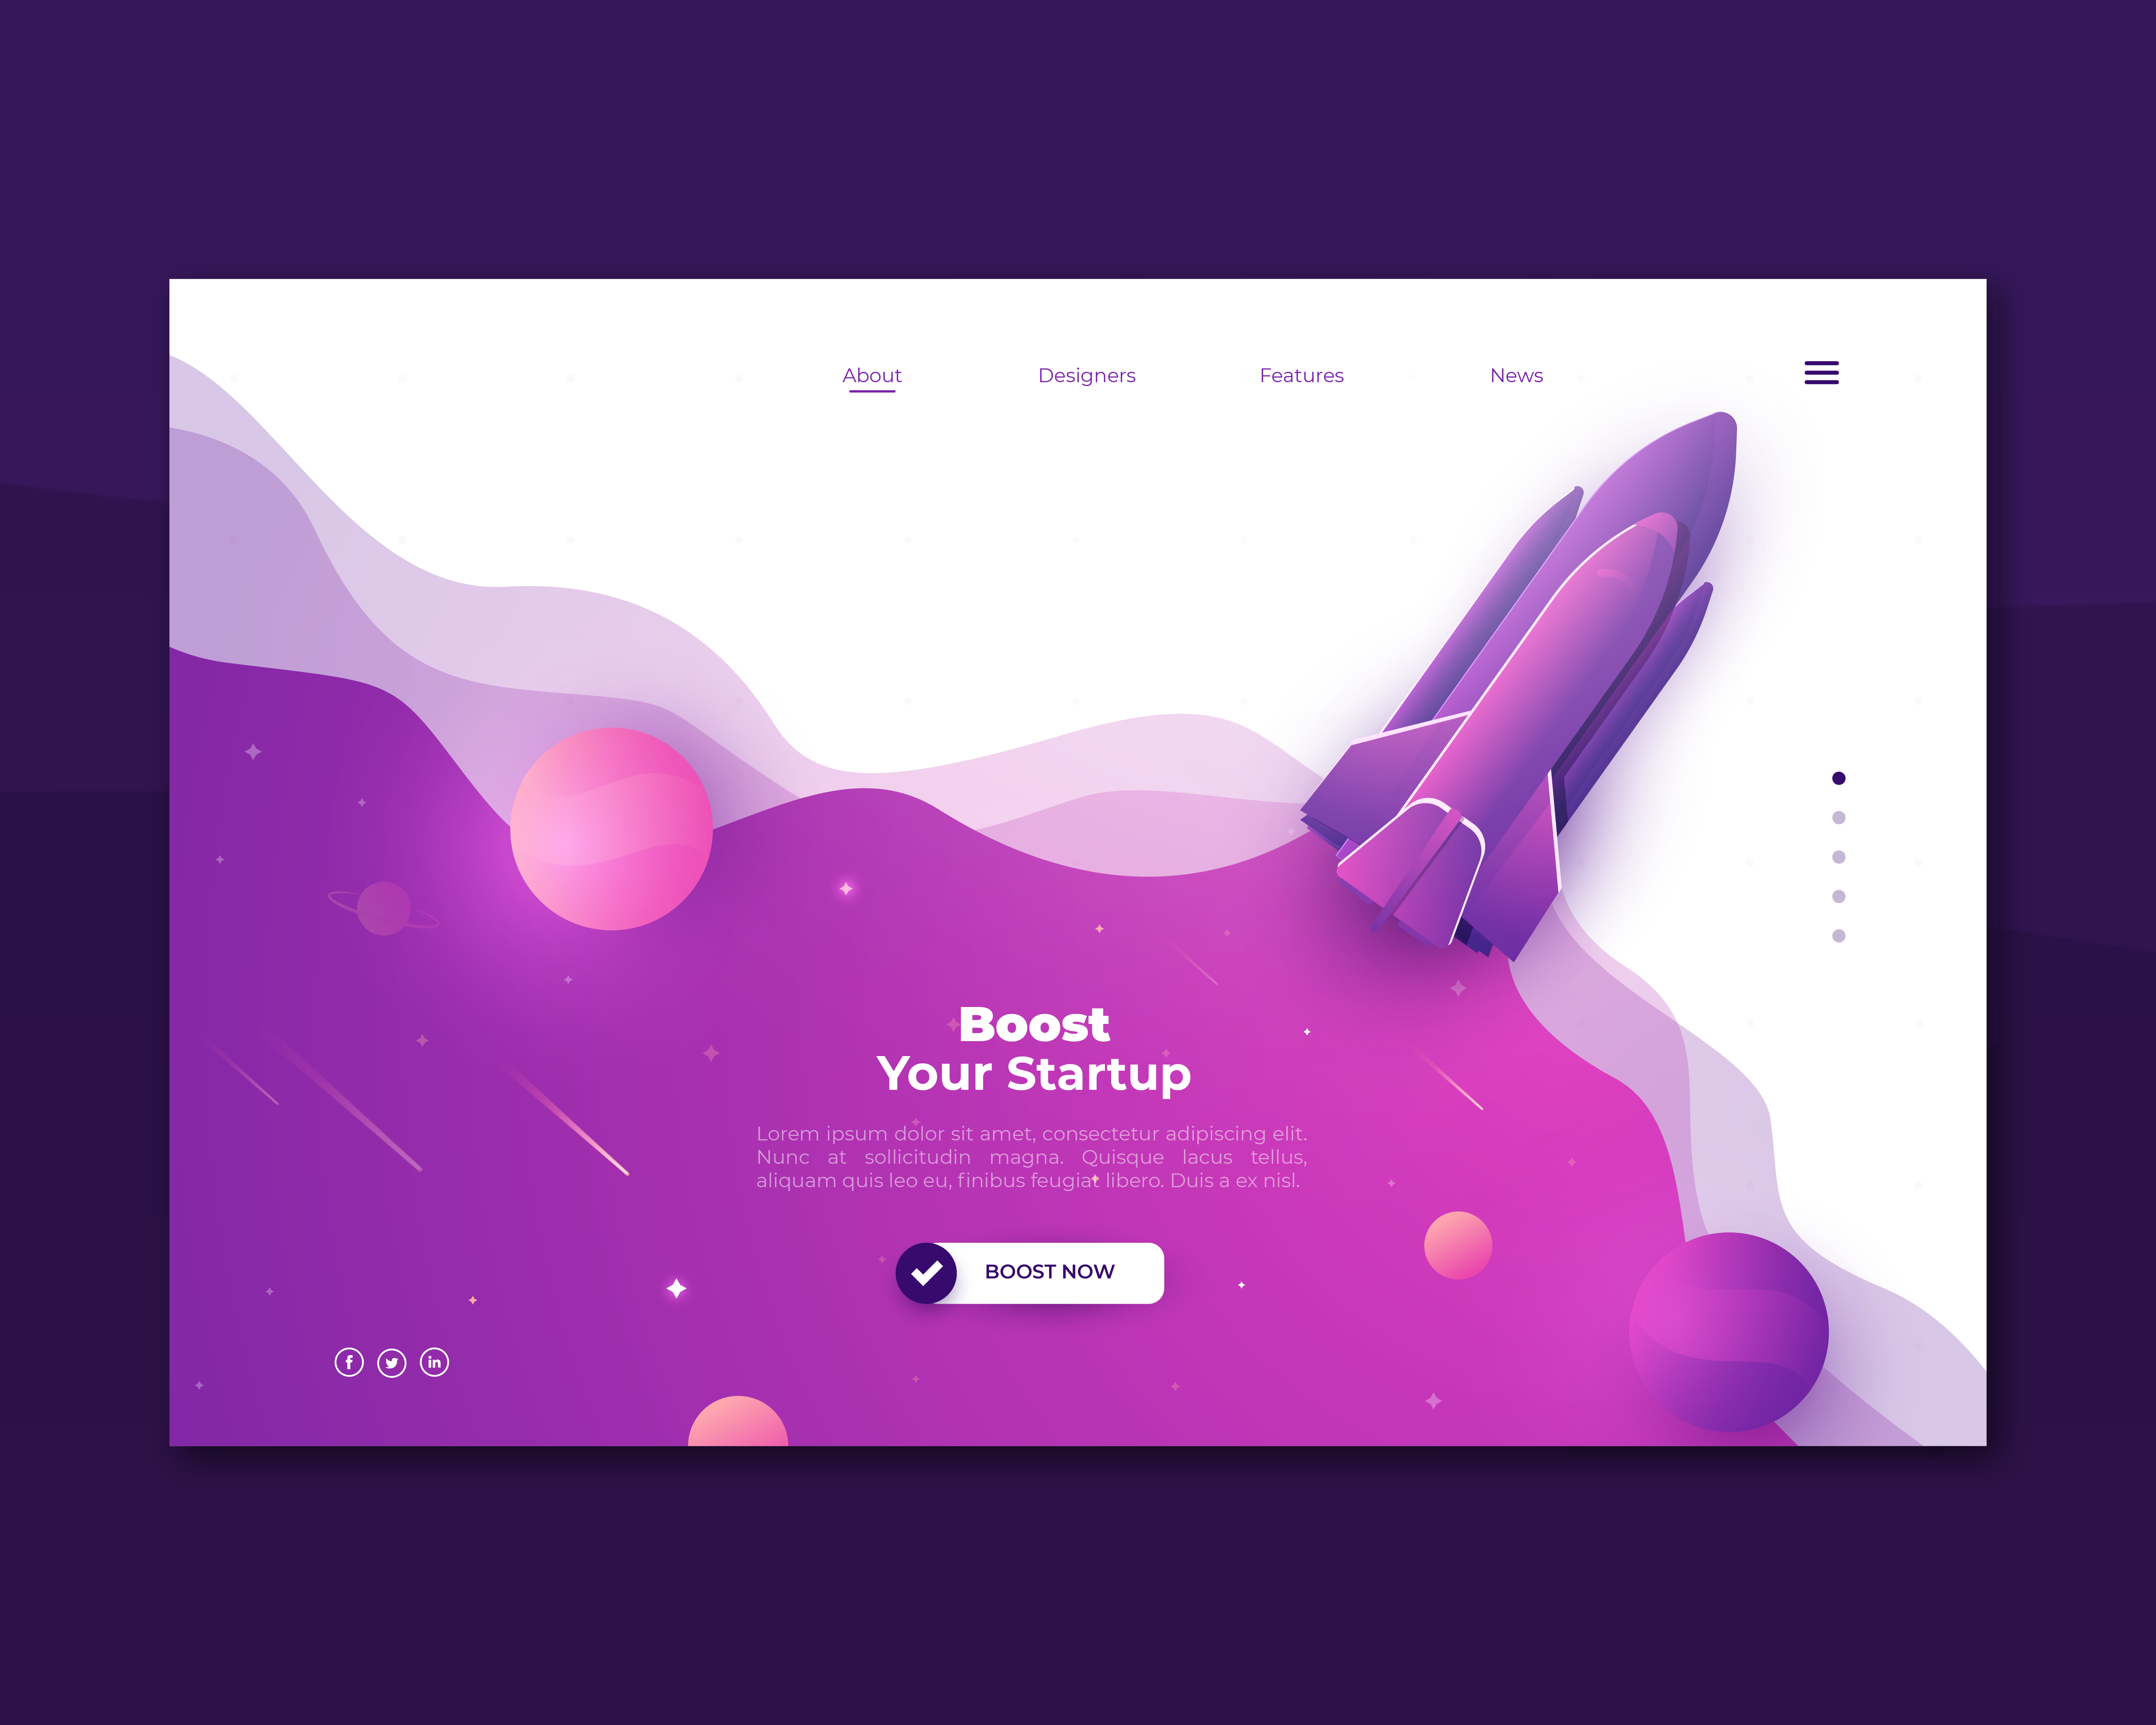 About Designers Features News
Boost
Your Startup
Lorem ipsum dolor sit amet, consectetur adipiscing elit.
Nunc at sollicitudin magna. Quisque lacus tellus,
aliquam quis leo eu, finibus feugiat libero. Duis a ex nisl.
BOOST NOW
f in